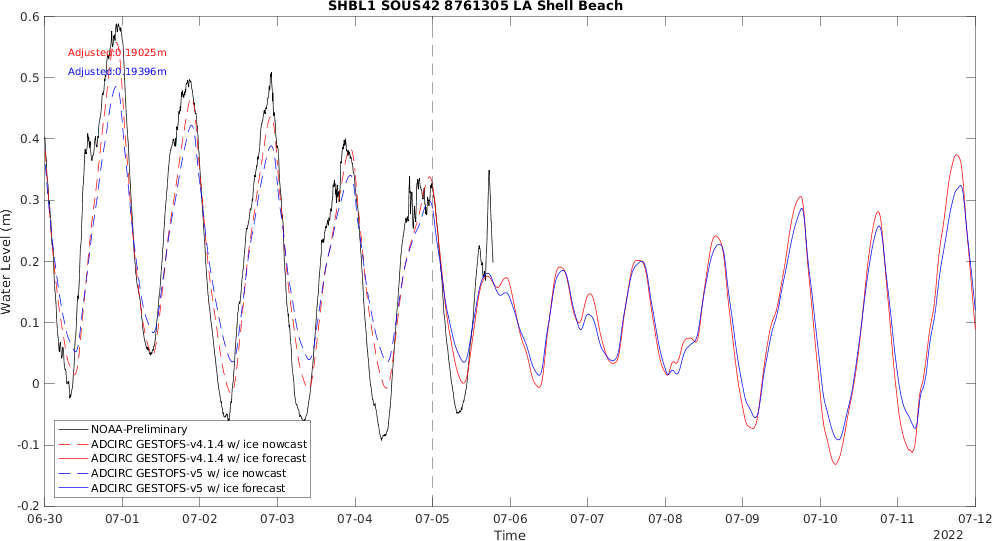 SHBL1 SOUS42 8761305 LA Shell Beach
Adjusted:0.19025m
Adjusted:0.19396m
0.6
0.5
0.4
0.3
0.2
0.1
0
-0.1
-0.2
Water Level (m)
NOAA-Preliminary
ADCIRC GESTOFS-v4.1.4 w/ ice nowcast
ADCIRC GESTOFS-v4.1.4 w/ ice forecast
ADCIRC GESTOFS-v5 w/ ice nowcast
ADCIRC GESTOFS-v5 w/ ice forecast
06-30 07-01 07-02 07-03 07-04 07-05 07-06 07-07 07-08 07-09 07-10 07-11 07-12
Time
2022